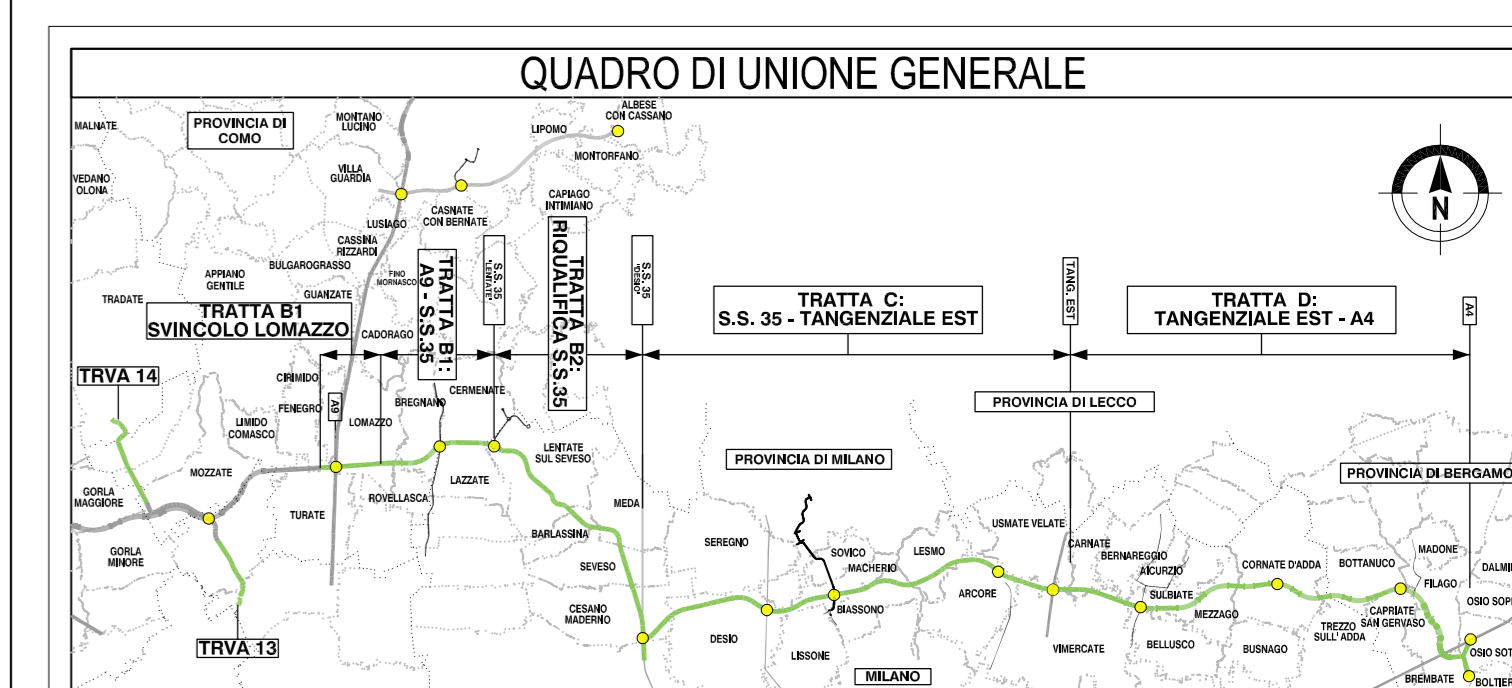 QUADRO DI UNIONE GENERALE
MALNATE
PROVINCIA DI
COMO
MONTANO
LUCINO
ALBESE
CON CASSANO
LIPOMO
MONTORFANO
VEDANO
OLONA
VILLA
GUARDIA
CAPIAGO
INTIMIANO
CASNATE
CON BERNATE
LUSIAGO
N
CASSINA
RIZZARDI
BULGAROGRASSO
APPIANO
GENTILE
FINO
MORNASCO
GUANZATE
TRADATE
TRATTA B1
SVINCOLO LOMAZZO
CADORAGO
TRATTA B1:
A9 - S.S.35
S.S. 35
"LENTATE"
TRATTA B2:
RIQUALIFICA S.S.35
S.S. 35
"DESIO"
TRATTA C:
S.S. 35 - TANGENZIALE EST
TANG. EST
TRATTA D:
TANGENZIALE EST - A4
A4
TRVA 14
CIRIMIDO
FENEGRO
A9
LIMIDO
COMASCO
LOMAZZO
BREGNANO
CERMENATE
PROVINCIA DI LECCO
LENTATE
SUL SEVESO
PROVINCIA DI MILANO
PROVINCIA DI BERGAMO
MOZZATE
GORLA
MAGGIORE
TURATE
ROVELLASCA
LAZZATE
MEDA
BARLASSINA
SEREGNO
USMATE VELATE
CARNATE
GORLA
MINORE
SEVESO
SOVICO
MACHERIO
LESMO
BERNAREGGIO
AICURZIO
CORNATE D'ADDA
BOTTANUCO
MADONE
DALMI
FILAGO
CESANO
MADERNO
BIASSONO
ARCORE
SULBIATE
MEZZAGO
CAPRIATE
SAN GERVASO
OSIO SOP
TRVA 13
DESIO
LISSONE
VIMERCATE
BELLUSCO
BUSNAGO
TREZZO
SULL' ADDA
OSIO SOT
MILANO
BREMBATE
BOLTIER